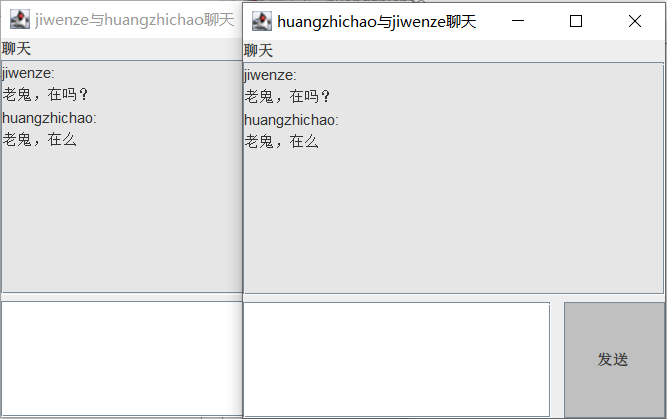 jiwenze与huangzhichao聊天
聊天
jiwenze:
老鬼，在吗？
huangzhichao:
老鬼，在么
huangzhichao与jiwenze聊天
聊天
jiwenze:
老鬼，在吗？
huangzhichao:
老鬼，在么
发送